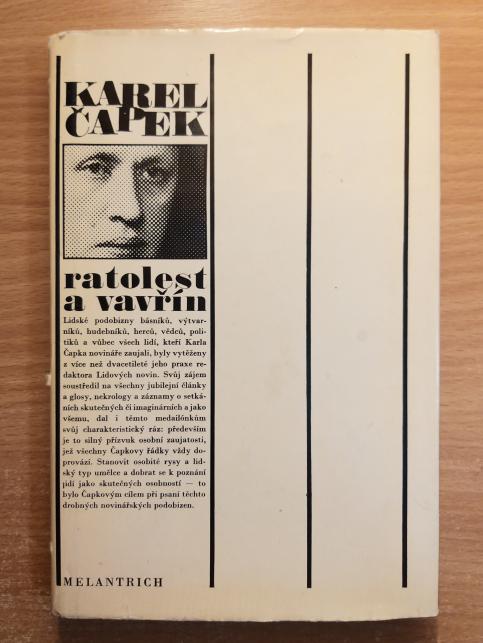 KAREL
ČAPEK
ratolest
a vavřín
Lidské podobizny básníků, výtvar-
níků, hudebníků, herců, vědců, poli-
tiků a vůbec všech lidí, kteří Karla
Čapka novináře zaujali, byly vytěženy
z více než dvacetileté jeho praxe re-
daktora Lidových novin. Svůj zájem
soustředil na všechny jubilejní články
a glosy, nekrology a záznamy o setká-
ních skutečných či imaginárních a jako
všemu, dal i těmto medailónkům
svůj charakteristický ráz: především
je to silný přízvuk osobní zaujatosti,
jež všechny Čapkovy řádky vždy do-
provází. Stanovit osobité rysy a lid-
ský typ umělce a dobrat se k poznání
jidí jako skutečných osobností — to
bylo Čapkovým cílem při psaní těchto
drobných novinářských podobizen.
MELANTRICH